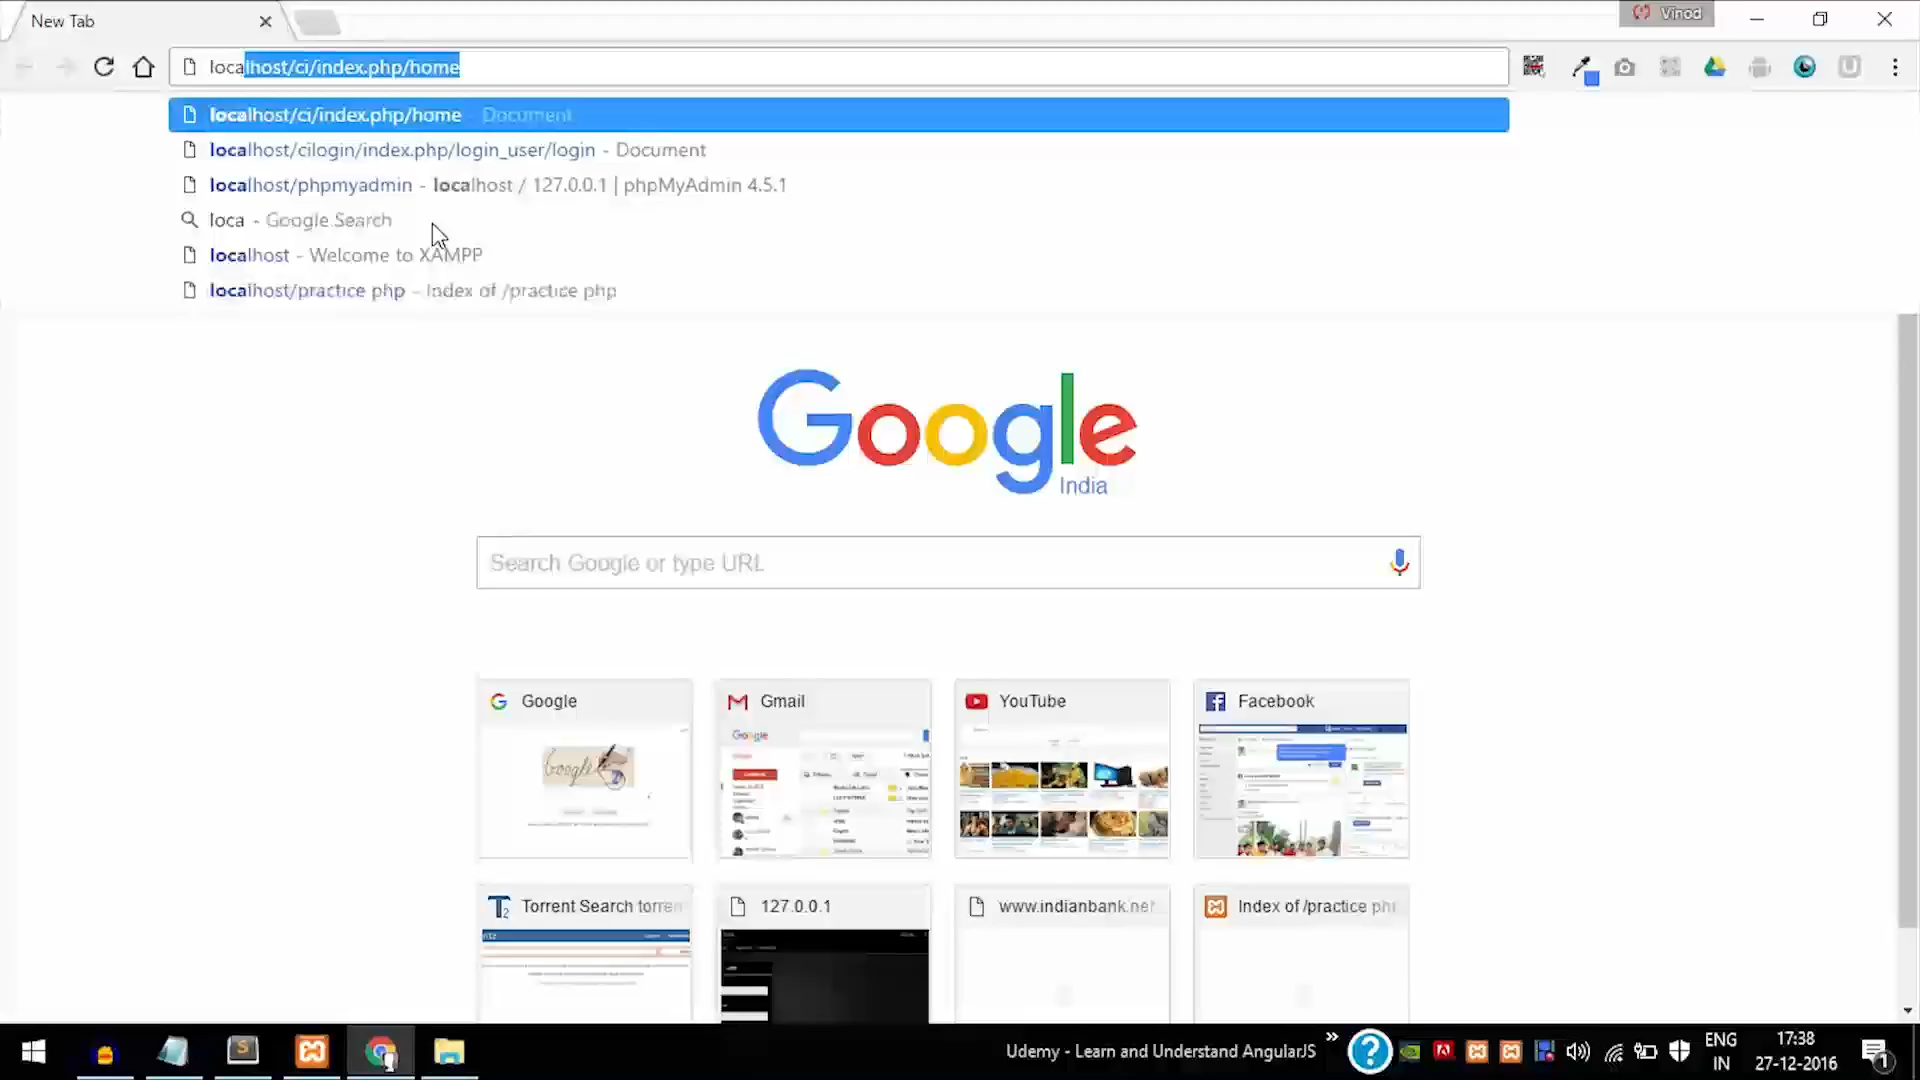 New Tab
Vinod
localhost/ci/index.php/home
localhost/ci/index.php/home - Document
localhost/cilogin/index.php/login_user/login - Document
localhost/phpmyadmin - localhost / 127.0.0.1 | phpMyAdmin 4.5.1
loca - Google Search
localhost - Welcome to XAMPP
localhost/practice php - Index of /practice php
Google
India
Search Google or type URL
Google
Gmail
YouTube
Facebook
Google
Google
Torrent Search torren
127.0.0.1
www.indianbank.net
Index of /practice php
Udemy - Learn and Understand AngularJS
ENG
IN
17:38
27-12-2016
1